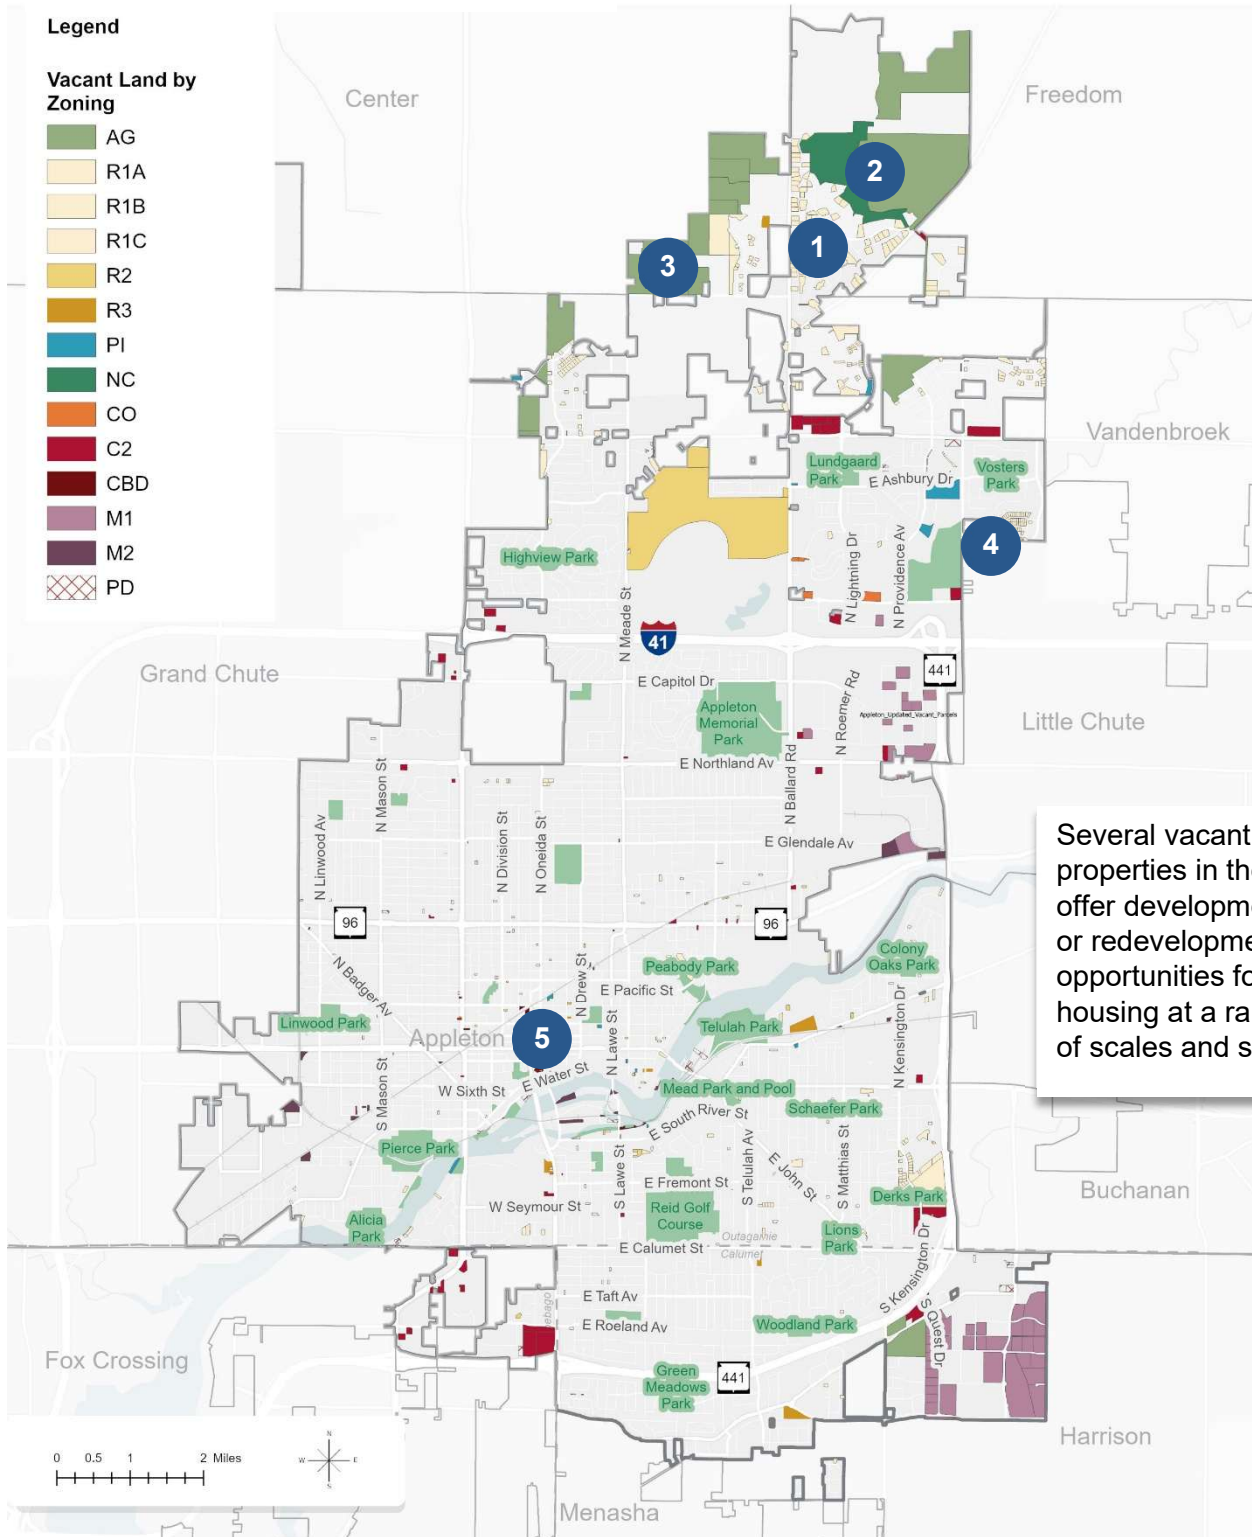 Legend
Vacant Land by
Zoning
AG
R1A
R1B
R1C
R2
R3
PI
NC
CO
C2
CBD
M1
M2
PD
Center
Freedom
2
1
3
Vandenbroek
Lundgaard
Park
E Ashbury Dr
Vosters
Park
4
Highview Park
N Meade St
N Lightning Dr
N Providence Av
41
Grand Chute
E Capitol Dr
441
Appleton
Memorial
Park
N Roemer Rd
Appleton_Updated_Vacant_Parcels
Little Chute
E Northland Av
N Ballard Rd
N Mason St
N Linwood Av
N Division St
N Oneida St
E Glendale Av
Several vacant
properties in the
offer developme
or redevelopme
opportunities fo
housing at a ra
of scales and s
96
96
N Badger Av
N Drew St
Peabody Park
Colony
Oaks Park
E Pacific St
Linwood Park
Appleton
5
N Lawe St
Telulah Park
N Kensington Dr
W Sixth St
E Water St
Mead Park and Pool
S Mason St
E South River St
Schaefer Park
Pierce Park
S Lawe St
S Telulah Av
E John St
S Matthias St
E Fremont St
Derks Park
Buchanan
W Seymour St
Reid Golf
Course
Alicia
Park
Lions
Park
Outagamie
Calumet
E Calumet St
S Kensington Dr
E Taft Av
ebago
E Roeland Av
Woodland Park
S Quest Dr
Fox Crossing
Green
Meadows
Park
441
Harrison
0 0.5 1 2 Miles
N
W E
S
Menasha